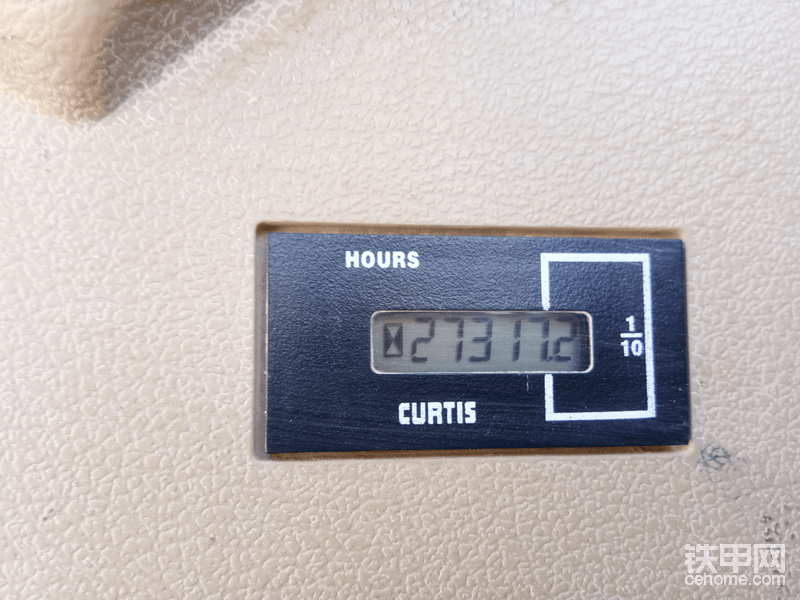 HOURS
27317.2
1
10
CURTIS
铁甲网
cehome.com